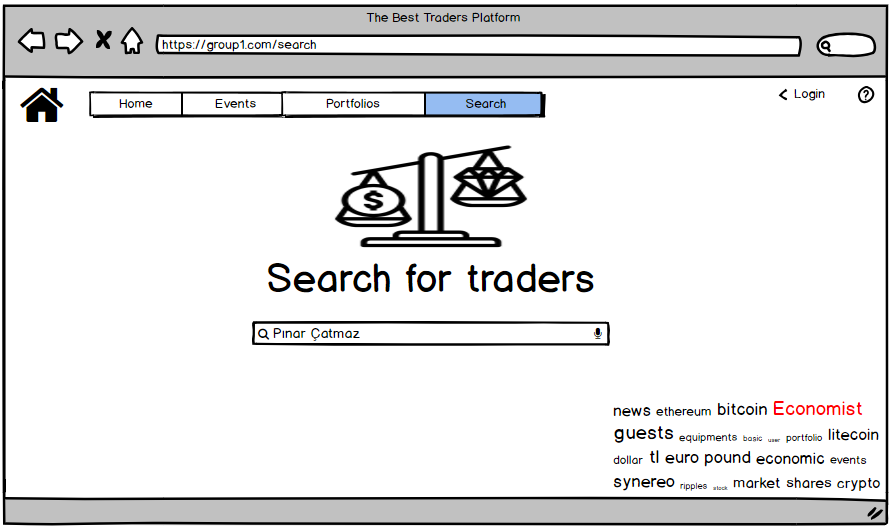 The Best Traders Platform
https://group1.com/search
Home Events Portfolios Search
Login
?
$
Search for traders
Pınar Çatmaz
news ethereum bitcoin Economist
guests equipments basic user portfolio litecoin
dollar tl euro pound economic events
synereo ripples stock market shares crypto